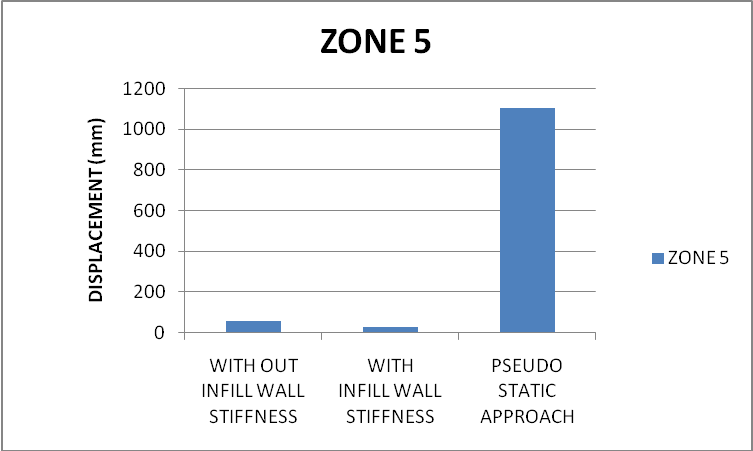 ZONE 5
1200
1000
800
600
400
200
0
DISPLACEMENT (mm)
WITH OUT
INFILL WALL
STIFFNESS
WITH
INFILL WALL
STIFFNESS
PSEUDO
STATIC
APPROACH
ZONE 5